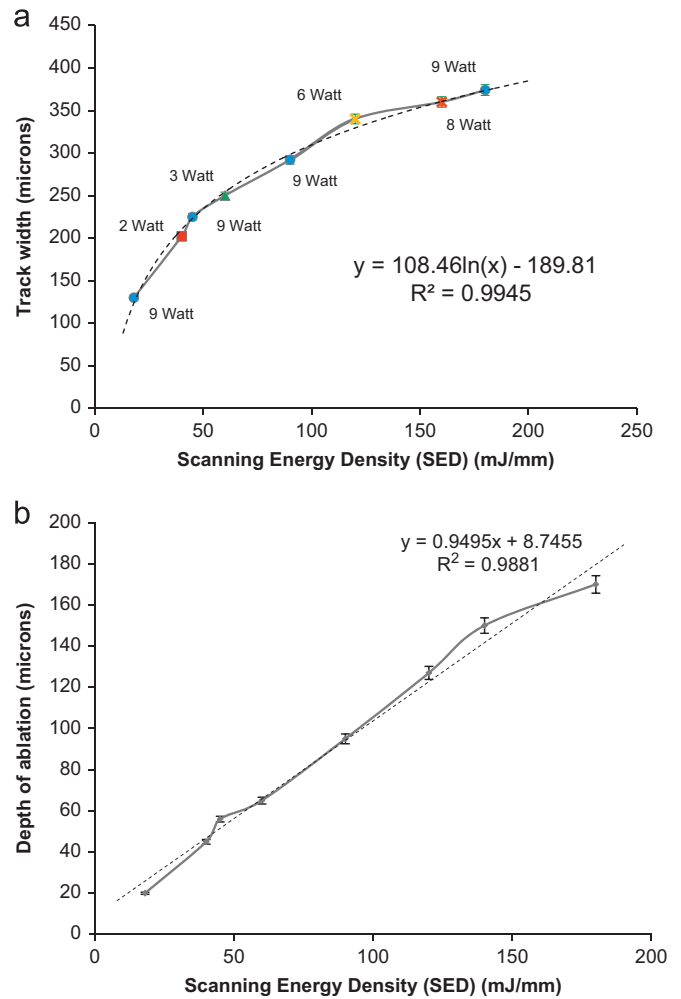 a
450
400
350
300
250
200
150
100
50
0
Track width (microns)
9 Watt
6 Watt
8 Watt
3 Watt
9 Watt
2 Watt
9 Watt
9 Watt
y = 108.46ln(x) - 189.81
R² = 0.9945
0 50 100 150 200 250
Scanning Energy Density (SED) (mJ/mm)
b
200
180
160
140
120
100
80
60
40
20
0
Depth of ablation (microns)
y = 0.9495x + 8.7455
R² = 0.9881
0 50 100 150 200
Scanning Energy Density (SED) (mJ/mm)